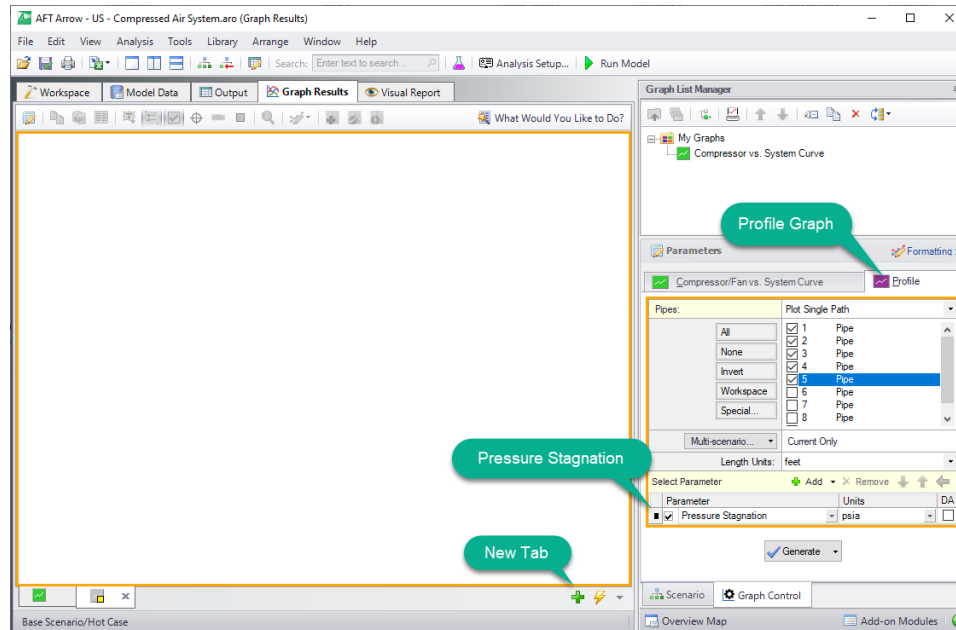 AFT Arrow - US - Compressed Air System.aro (Graph Results)
File Edit View Analysis Tools Library Arrange Window Help
Search: Enter text to search... Analysis Setup... Run Model
Workspace Model Data Output Graph Results Visual Report
What Would You Like to Do?
Graph List Manager
My Graphs
Compressor vs. System Curve
Profile Graph
Parameters Formatting
Compressor/Fan vs. System Curve Profile
Pipes: Plot Single Path
All
None
Invert
Workspace
Special...
1 Pipe
2 Pipe
3 Pipe
4 Pipe
5 Pipe
6 Pipe
7 Pipe
8 Pipe
Multi-scenario... Current Only
Length Units: feet
Pressure Stagnation
Select Parameter Add Remove
Parameter Units DA
Pressure Stagnation psia
New Tab
Generate
Scenario Graph Control
Base Scenario/Hot Case
Overview Map Add-on Modules